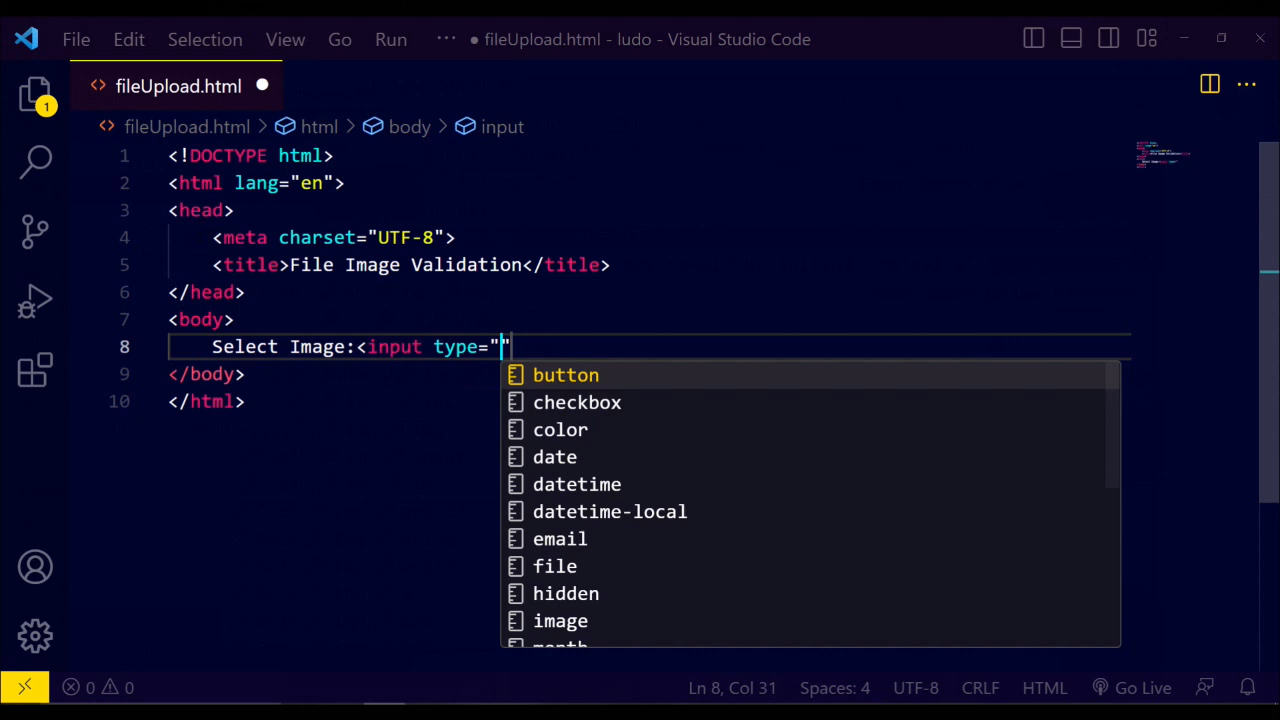 File Edit Selection View Go Run ··· ● fileUpload.html - ludo - Visual Studio Code
1
<> fileUpload.html ●
<> fileUpload.html > html > body > input
1 <!DOCTYPE html>
2 <html lang="en">
3 <head>
4 <meta charset="UTF-8">
5 <title>File Image Validation</title>
6 </head>
7 <body>
8 Select Image:<input type=""
9 </body>
10 </html>
button
checkbox
color
date
datetime
datetime-local
email
file
hidden
image
month
0 0 Ln 8, Col 31 Spaces: 4 UTF-8 CRLF HTML Go Live